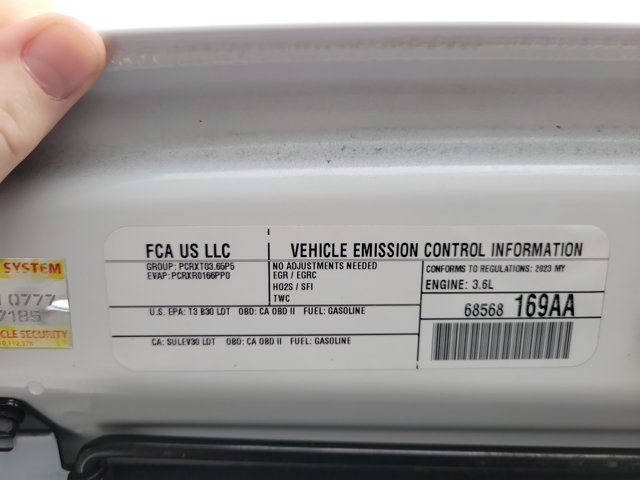 SYSTEM
Q777
7185
CLE SECURITY
FCA US LLC
VEHICLE EMISSION CONTROL INFORMATION
GROUP: PCRXT03.65P5
EVAP: PCRXR0166PP0
NO ADJUSTMENTS NEEDED
EGR / EGRC
HO2S / SFI
TWC
CONFORMS TO REGULATIONS: 2023 MY
ENGINE: 3.6L
U.S. EPA: T3 B30 LDT OBD: CA OBD II FUEL: GASOLINE
68568 169AA
CA: SULEV30 LDT OBD: CA OBD II FUEL: GASOLINE